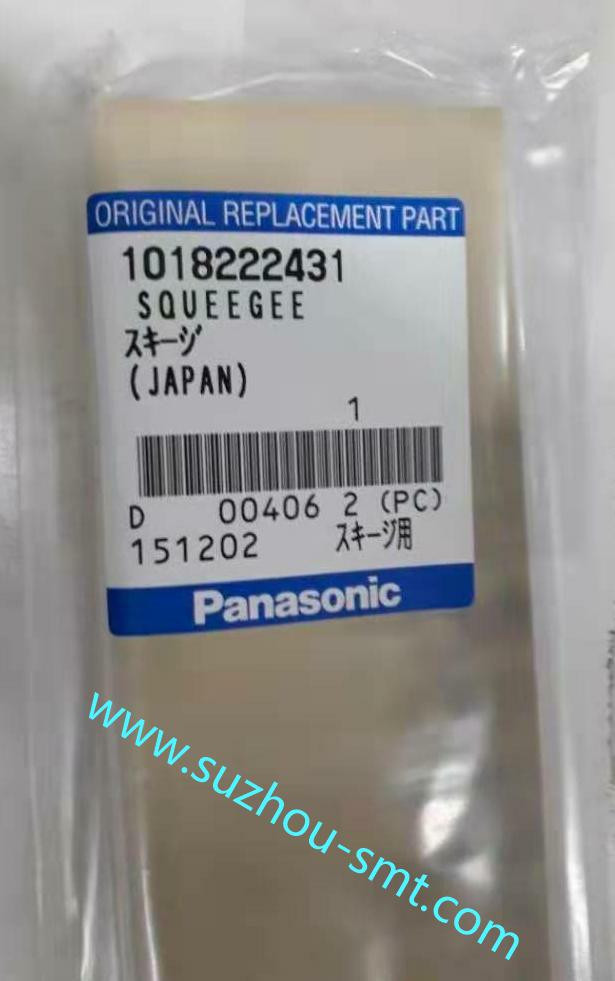 ORIGINAL REPLACEMENT PART
1018222431
SQUEEGEE
スキージ
(JAPAN)
1
D 00406 2 (PC)
151202 スキージ用
Panasonic
www.suzhou-smt.com